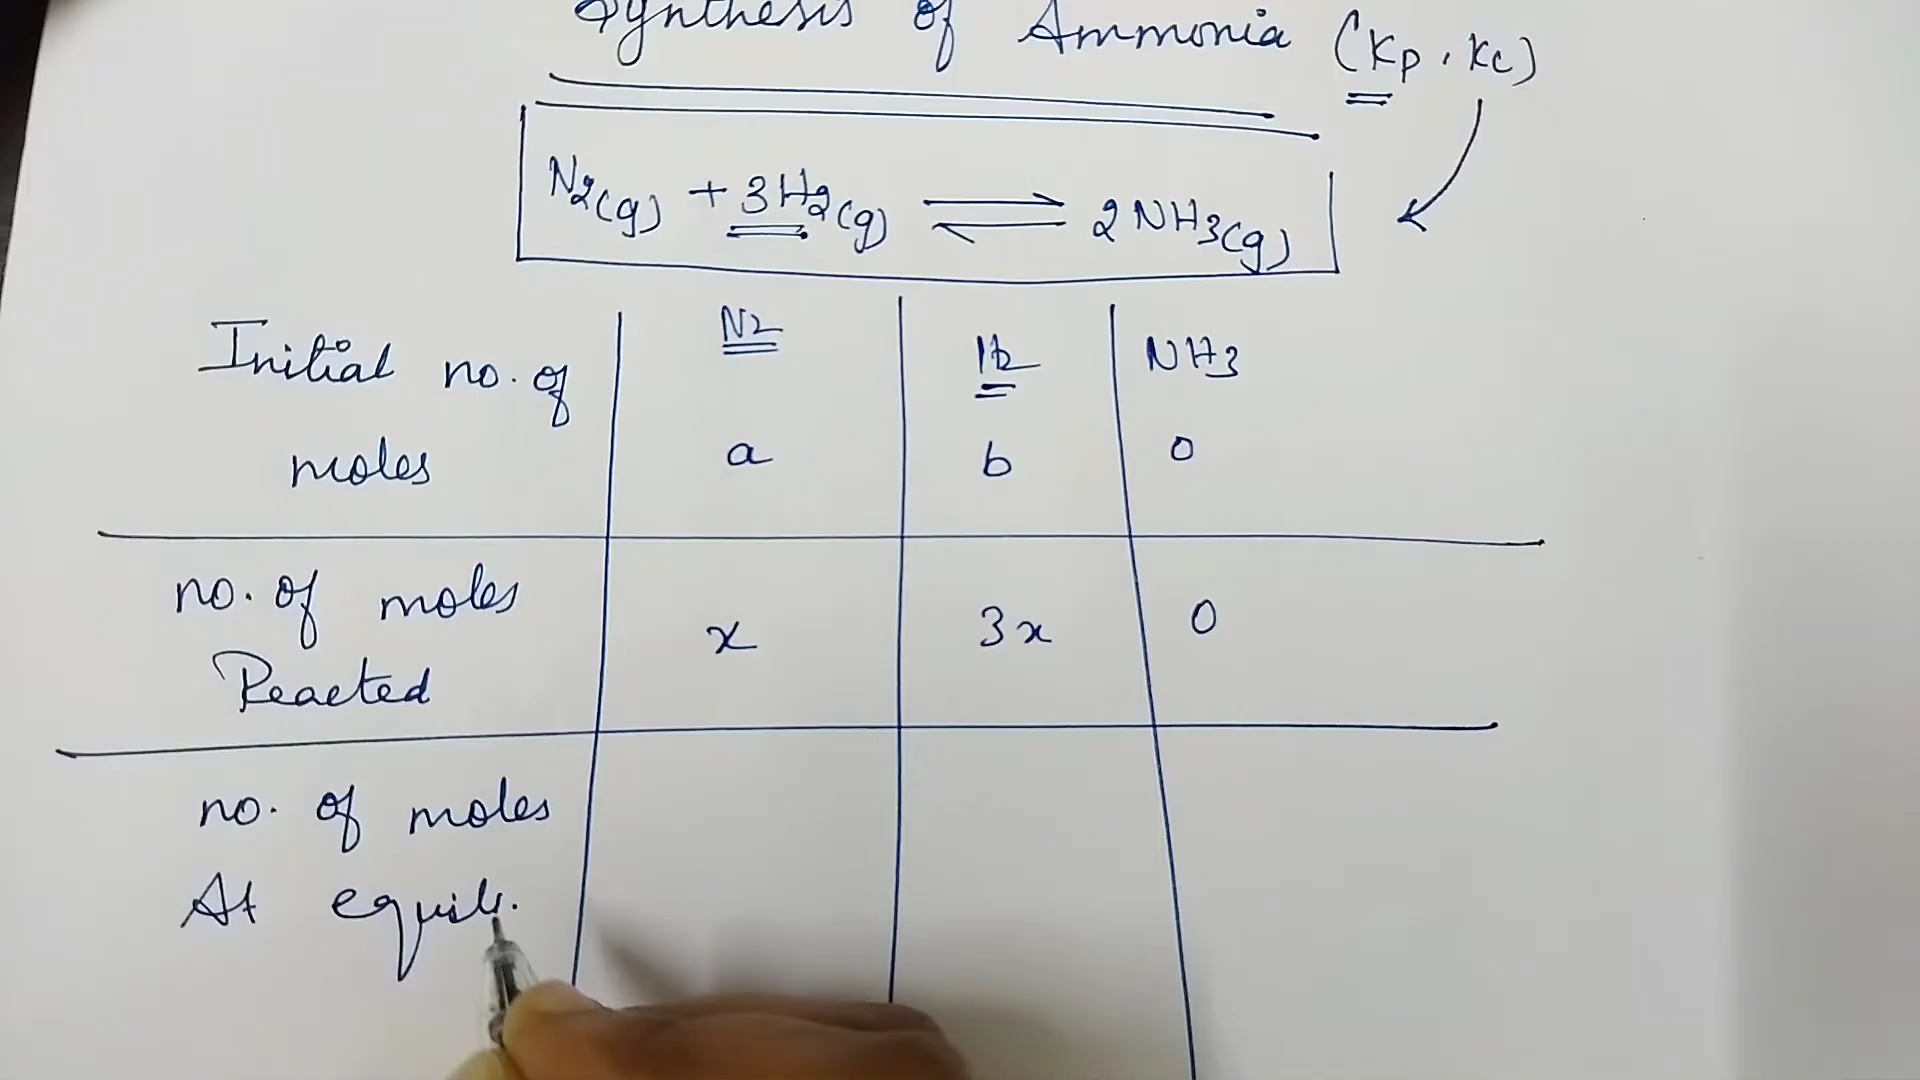 Synthesis of Ammonia (Kp, Kc)
N2(g) + 3H2(g) ⇌ 2NH3(g)
N2 H2 NH3
Initial no. of
moles a b 0
no. of moles
Reacted x 3x 0
no. of moles
At equili.